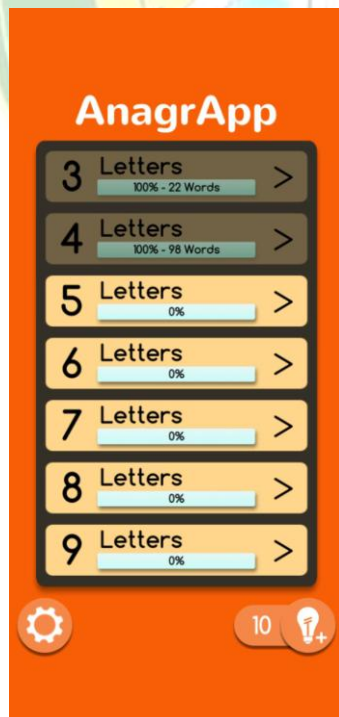 AnagrApp
3 Letters >
100% - 22 Words
4 Letters >
100% - 98 Words
5 Letters >
0%
6 Letters >
0%
7 Letters >
0%
8 Letters >
0%
9 Letters >
0%
10 +